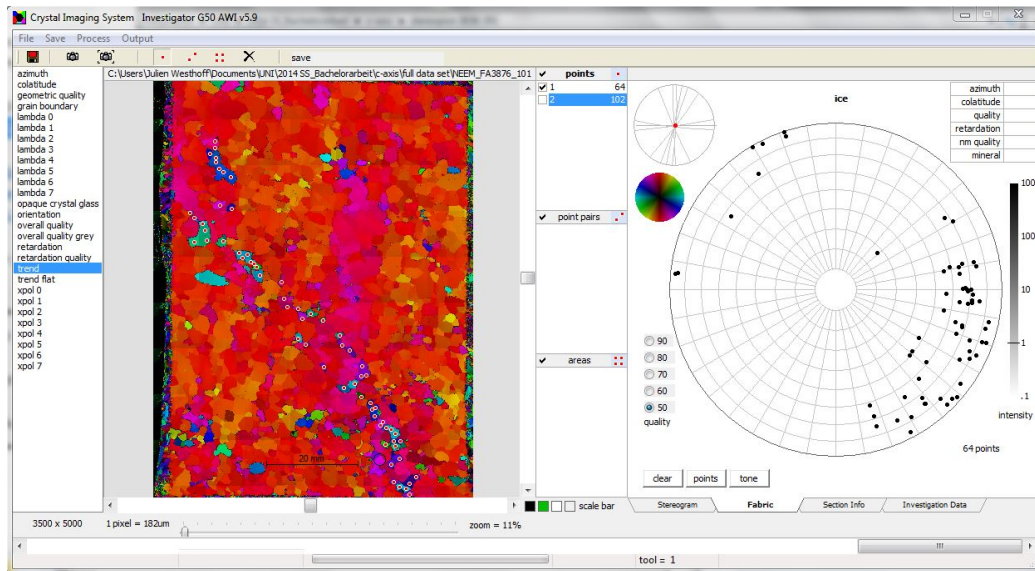 Crystal Imaging System   Investigator G50 AWI v5.9
File  Save  Process  Output
save
azimuth
colatitude
geometric quality
grain boundary
lambda 0
lambda 1
lambda 2
lambda 3
lambda 4
lambda 5
lambda 6
lambda 7
opaque crystal glass
orientation
overall quality
overall quality grey
retardation
retardation quality
trend
trend flat
xpol 0
xpol 1
xpol 2
xpol 3
xpol 4
xpol 5
xpol 6
xpol 7
C:\Users\Julien Westhoff\Documents\UNI\2014 SS_Bachelorarbeit\c-axis\full data set\NEEM_FA3876_101
20 mm
points
1 64
2 102
point pairs
areas
ice
azimuth
colatitude
quality
retardation
nm quality
mineral
100
100
10
1
.1
intensity
90
80
70
60
50
quality
64 points
clear
points
tone
scale bar
Stereogram
Fabric
Section Info
Investigation Data
3500 x 5000
1 pixel = 182um
zoom = 11%
tool = 1